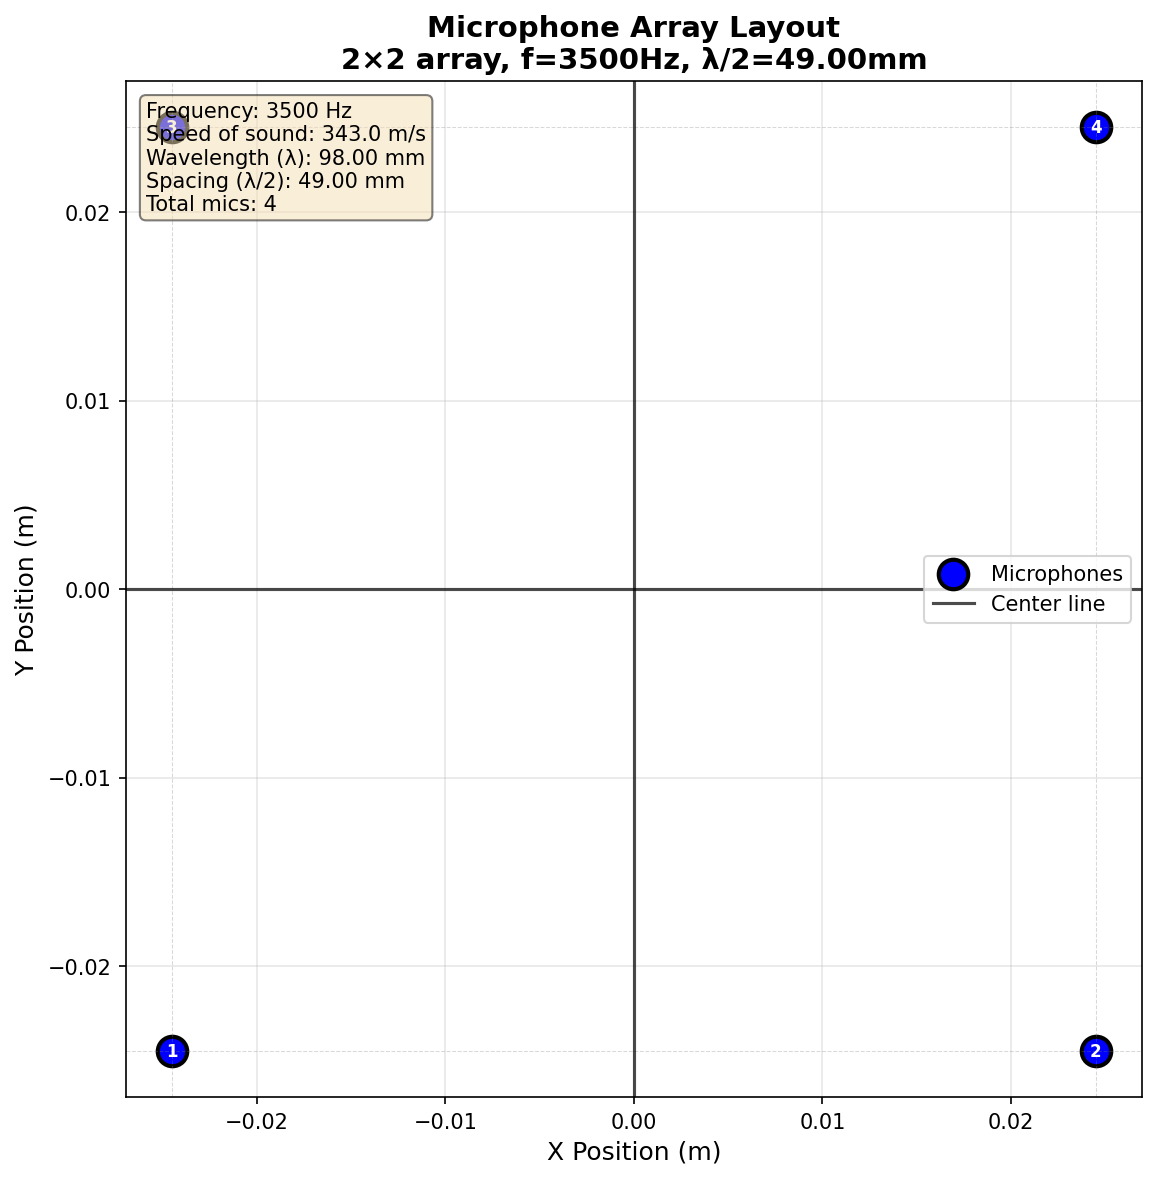 Microphone Array Layout
2×2 array, f=3500Hz, λ/2=49.00mm
Frequency: 3500 Hz
Speed of sound: 343.0 m/s
Wavelength (λ): 98.00 mm
Spacing (λ/2): 49.00 mm
Total mics: 4
3
4
0.02
0.01
0.00
−0.01
−0.02
Y Position (m)
Microphones
Center line
1
2
−0.02
−0.01
0.00
0.01
0.02
X Position (m)